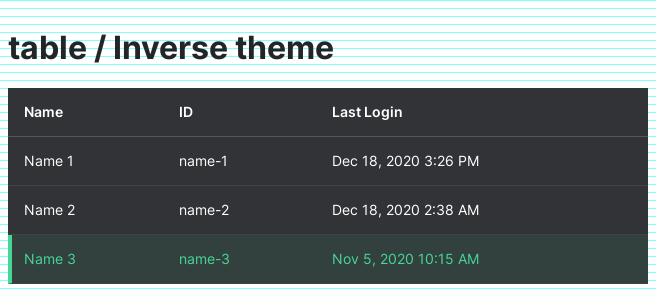 table / Inverse theme
Name ID Last Login
Name 1 name-1 Dec 18, 2020 3:26 PM
Name 2 name-2 Dec 18, 2020 2:38 AM
Name 3 name-3 Nov 5, 2020 10:15 AM